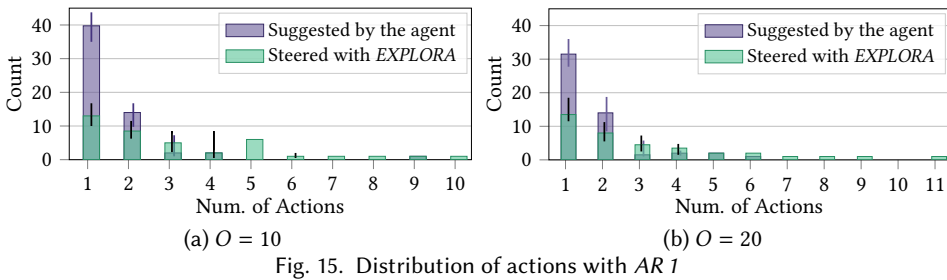 40
30
20
10
0
Count
Suggested by the agent
Steered with EXPLORA
1 2 3 4 5 6 7 8 9 10
Num. of Actions
(a) O = 10
40
30
20
10
0
Count
Suggested by the agent
Steered with EXPLORA
1 2 3 4 5 6 7 8 9 10 11
Num. of Actions
(b) O = 20
Fig. 15. Distribution of actions with AR 1